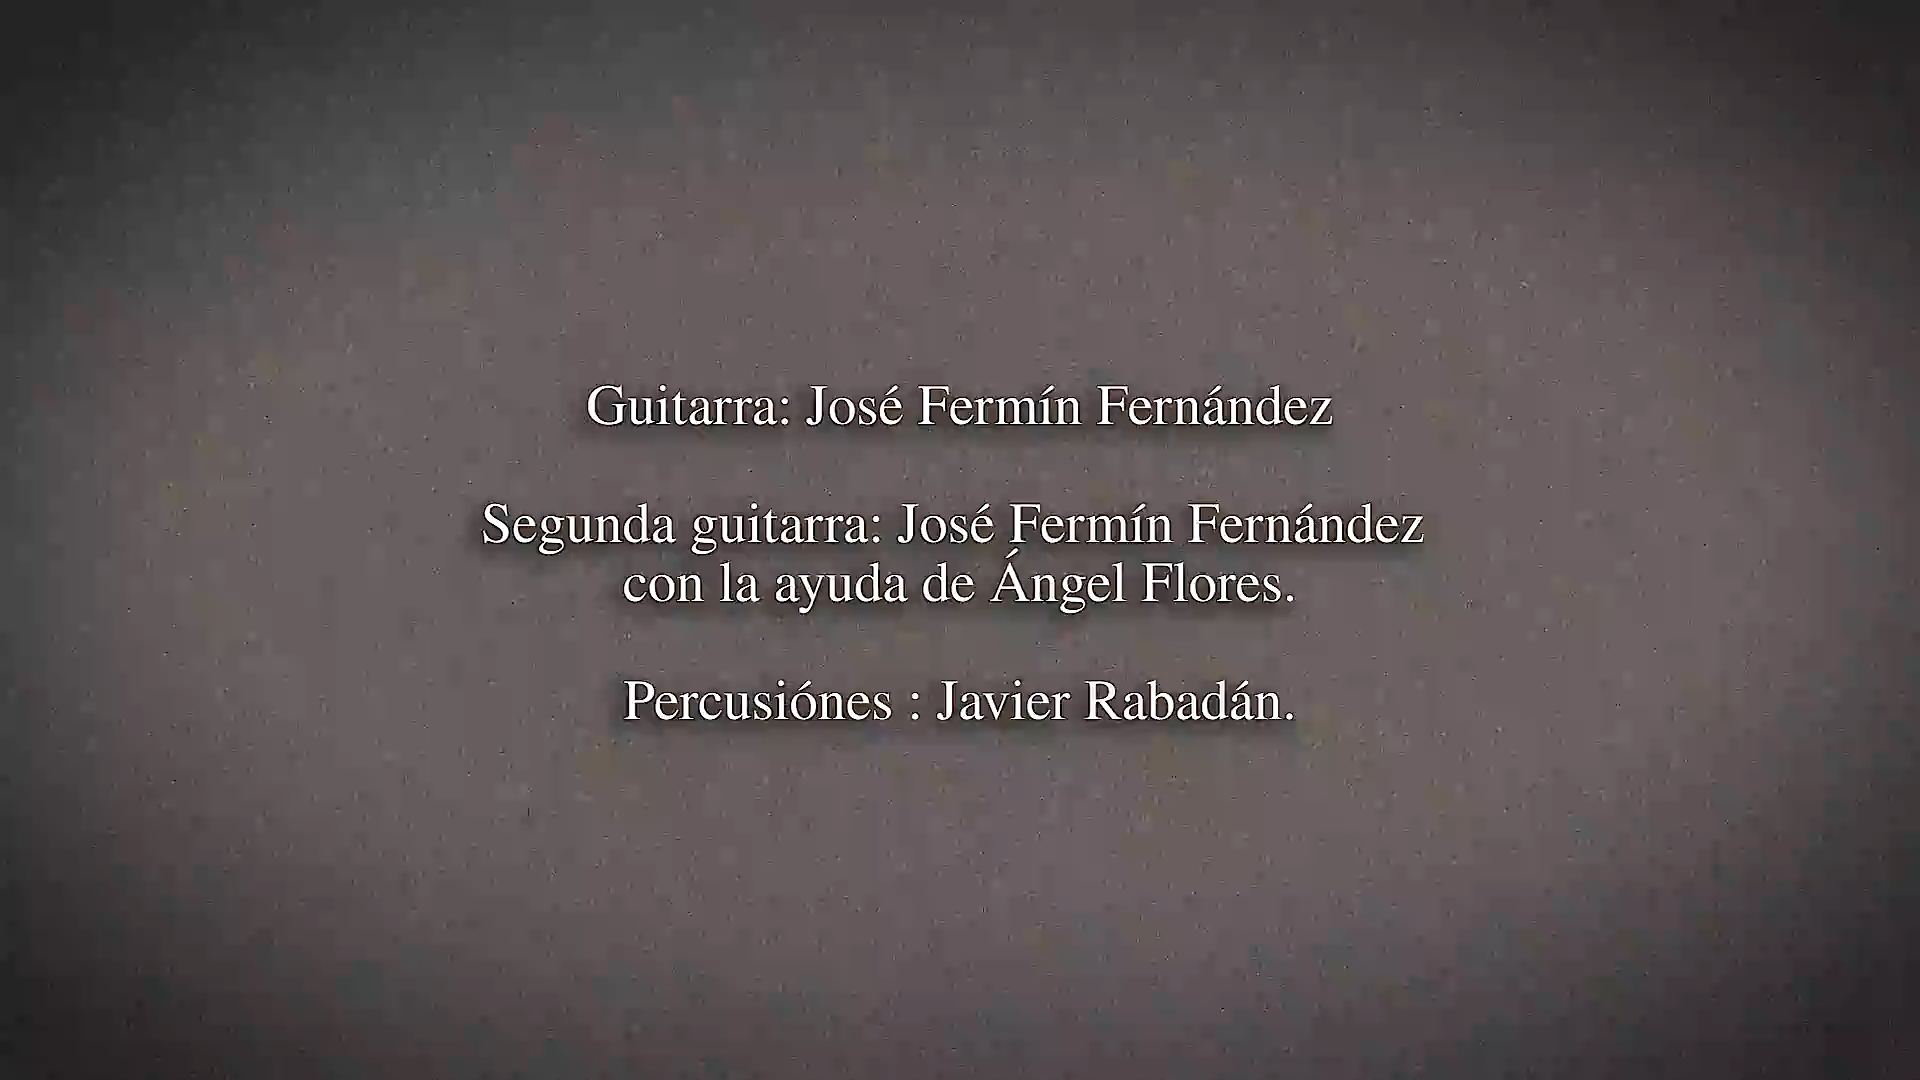 Guitarra: José Fermín Fernández
Segunda guitarra: José Fermín Fernández
con la ayuda de Ángel Flores.
Percusiónes : Javier Rabadán.